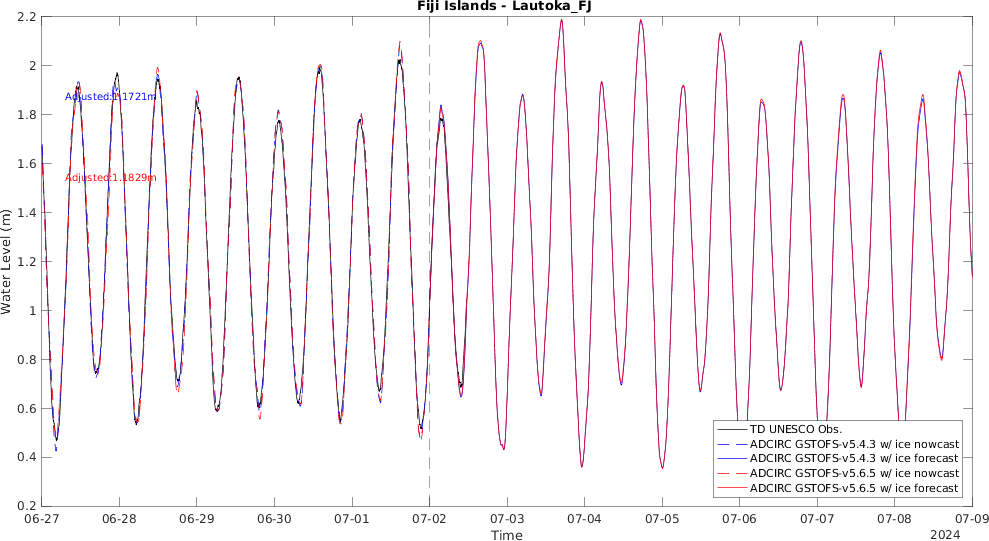 Fiji Islands - Lautoka_FJ
Water Level (m)
2.2
2
1.8
1.6
1.4
1.2
1
0.8
0.6
0.4
0.2
Adjusted:1.1721m
Adjusted:1.1829m
TD UNESCO Obs.
ADCIRC GSTOFS-v5.4.3 w/ ice nowcast
ADCIRC GSTOFS-v5.4.3 w/ ice forecast
ADCIRC GSTOFS-v5.6.5 w/ ice nowcast
ADCIRC GSTOFS-v5.6.5 w/ ice forecast
06-27 06-28 06-29 06-30 07-01 07-02 07-03 07-04 07-05 07-06 07-07 07-08 07-09
Time
2024